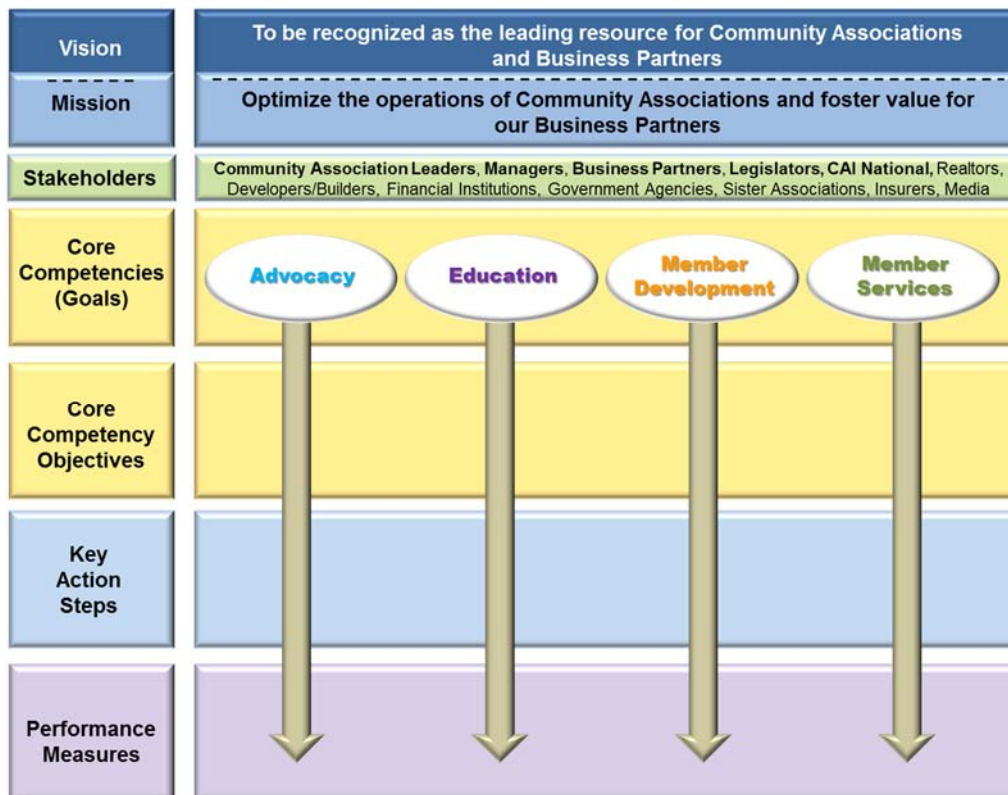 Vision
To be recognized as the leading resource for Community Associations
and Business Partners
Mission
Optimize the operations of Community Associations and foster value for
our Business Partners
Stakeholders
Community Association Leaders, Managers, Business Partners, Legislators, CAI National, Realtors,
Developers/Builders, Financial Institutions, Government Agencies, Sister Associations, Insurers, Media
Core
Competencies
(Goals)
Advocacy
Education
Member
Development
Member
Services
Core
Competency
Objectives
Key
Action
Steps
Performance
Measures